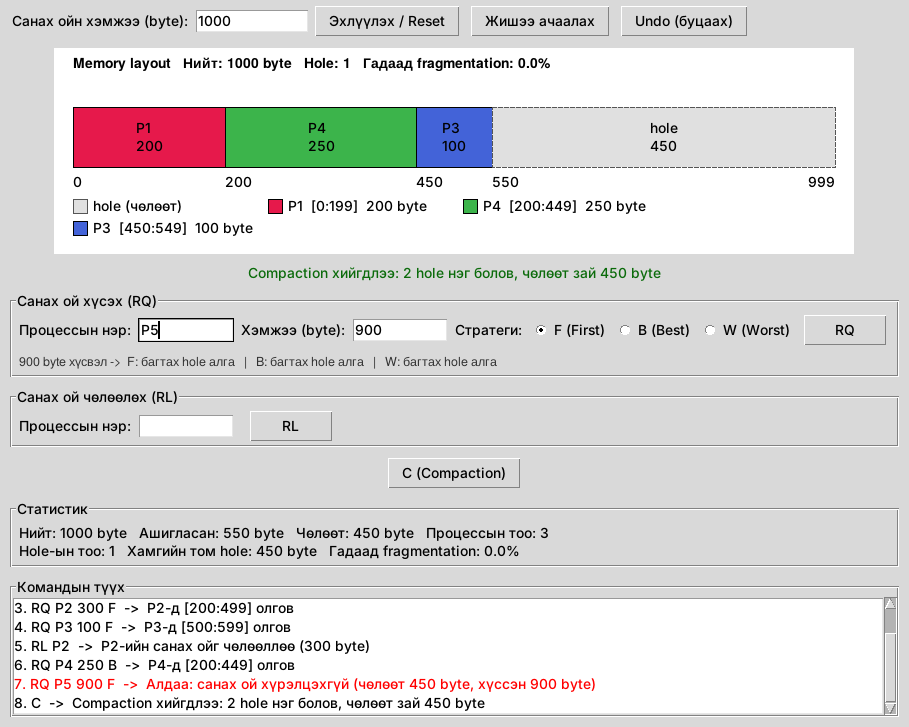 Санах ойн хэмжээ (byte): 1000 Эхлүүлэх / Reset Жишээ ачаалах Undo (буцаах)
Memory layout Нийт: 1000 byte Hole: 1 Гадаад fragmentation: 0.0%
P1 P4 P3 hole
200 250 100 450
0 200 450 550 999
hole (чөлөөт) P1 [0:199] 200 byte P4 [200:449] 250 byte
P3 [450:549] 100 byte
Compaction хийгдлээ: 2 hole нэг болов, чөлөөт зай 450 byte
Санах ой хүсэх (RQ)
Процессын нэр: P5 Хэмжээ (byte): 900 Стратеги: F (First) B (Best) W (Worst) RQ
900 byte хүсвэл -> F: багтах hole алга | B: багтах hole алга | W: багтах hole алга
Санах ой чөлөөлөх (RL)
Процессын нэр: RL
C (Compaction)
Статистик
Нийт: 1000 byte Ашигласан: 550 byte Чөлөөт: 450 byte Процессын тоо: 3
Hole-ын тоо: 1 Хамгийн том hole: 450 byte Гадаад fragmentation: 0.0%
Командын түүх
3. RQ P2 300 F -> P2-д [200:499] олгов
4. RQ P3 100 F -> P3-д [500:599] олгов
5. RL P2 -> P2-ийн санах ойг чөлөөллөө (300 byte)
6. RQ P4 250 B -> P4-д [200:449] олгов
7. RQ P5 900 F -> Алдаа: санах ой хүрэлцэхгүй (чөлөөт 450 byte, хүссэн 900 byte)
8. C -> Compaction хийгдлээ: 2 hole нэг болов, чөлөөт зай 450 byte